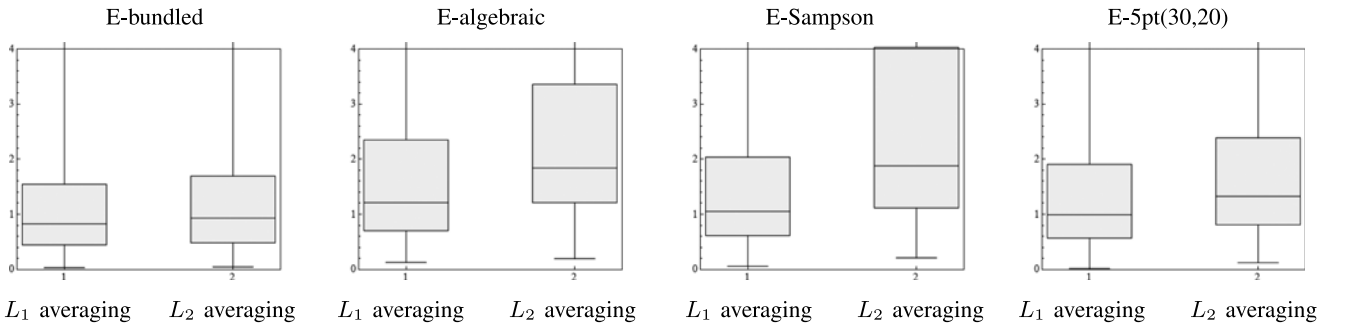 E-bundled E-algebraic E-Sampson E-5pt(30,20)
4 4 4 4
3 3 3 3
2 2 2 2
1 1 1 1
0 0 0 0
1 2 1 2 1 2 1 2
L₁ averaging L₂ averaging L₁ averaging L₂ averaging L₁ averaging L₂ averaging L₁ averaging L₂ averaging